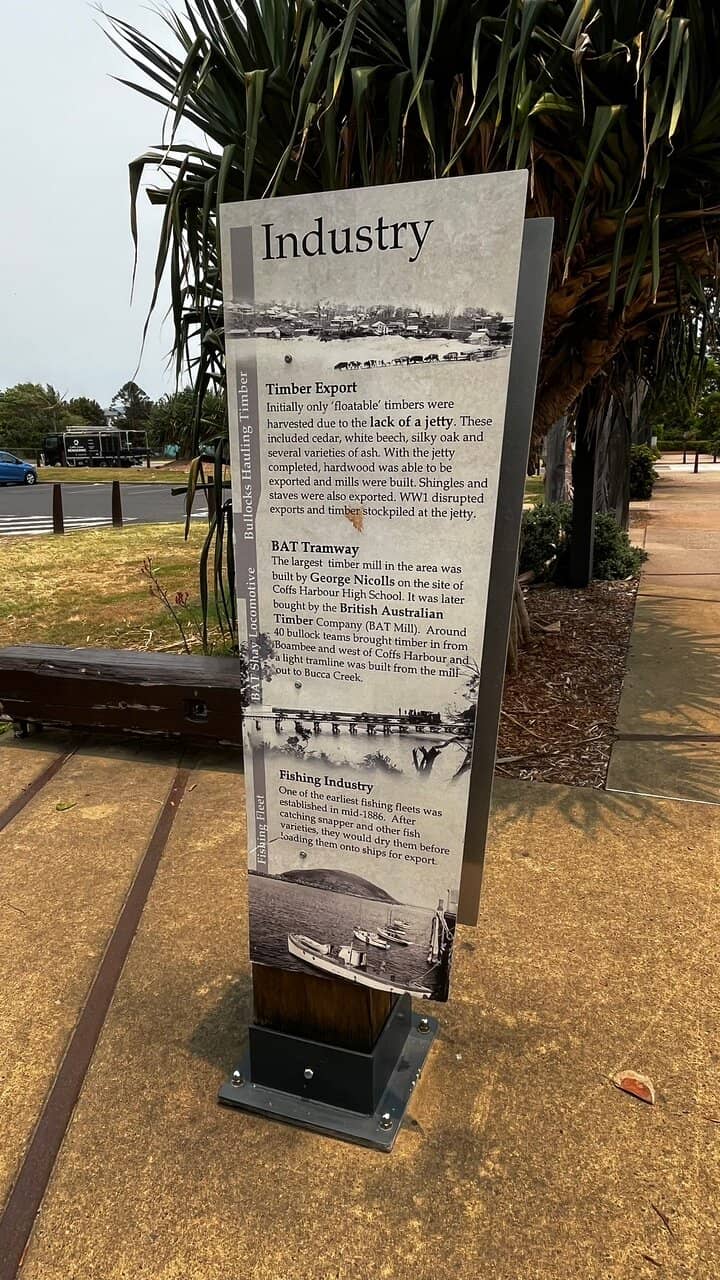 Industry
Bullocks Hauling Timber
Timber Export
Initially only 'floatable' timbers were
harvested due to the lack of a jetty. These
included cedar, white beech, silky oak and
several varieties of ash. With the jetty
completed, hardwood was able to be
exported and mills were built. Shingles and
staves were also exported. WW1 disrupted
exports and timber stockpiled at the jetty.
BAT Shay Locomotive
BAT Tramway
The largest timber mill in the area was
built by George Nicolls on the site of
Coffs Harbour High School. It was later
bought by the British Australian
Timber Company (BAT Mill). Around
40 bullock teams brought timber in from
Boambee and west of Coffs Harbour and
a light tramline was built from the mill
out to Bucca Creek.
Fishing Fleet
Fishing Industry
One of the earliest fishing fleets was
established in mid-1886. After
catching snapper and other fish
varieties, they would dry them before
loading them onto ships for export.